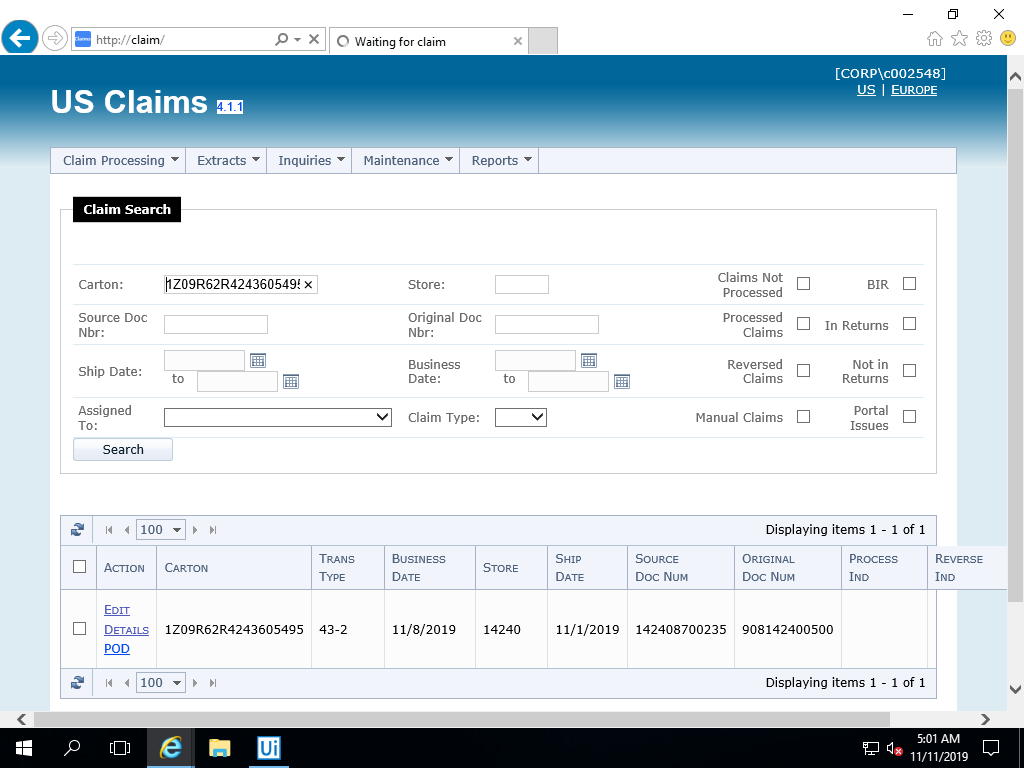 http://claim/
Waiting for claim
[CORP\c002548]
US | EUROPE
US Claims 4.1.1
Claim Processing Extracts Inquiries Maintenance Reports
Claim Search
Carton: 1Z09R62R4243605495 Store: Claims Not Processed BIR
Source Doc Nbr: Original Doc Nbr: Processed Claims In Returns
Ship Date: to Business Date: to Reversed Claims Not in Returns
Assigned To: Claim Type: Manual Claims Portal Issues
Search
100 Displaying items 1 - 1 of 1
ACTION CARTON TRANS TYPE BUSINESS DATE STORE SHIP DATE SOURCE DOC NUM ORIGINAL DOC NUM PROCESS IND REVERSE IND
EDIT
DETAILS 1Z09R62R4243605495 43-2 11/8/2019 14240 11/1/2019 142408700235 908142400500
POD
100 Displaying items 1 - 1 of 1
Ui
5:01 AM
11/11/2019